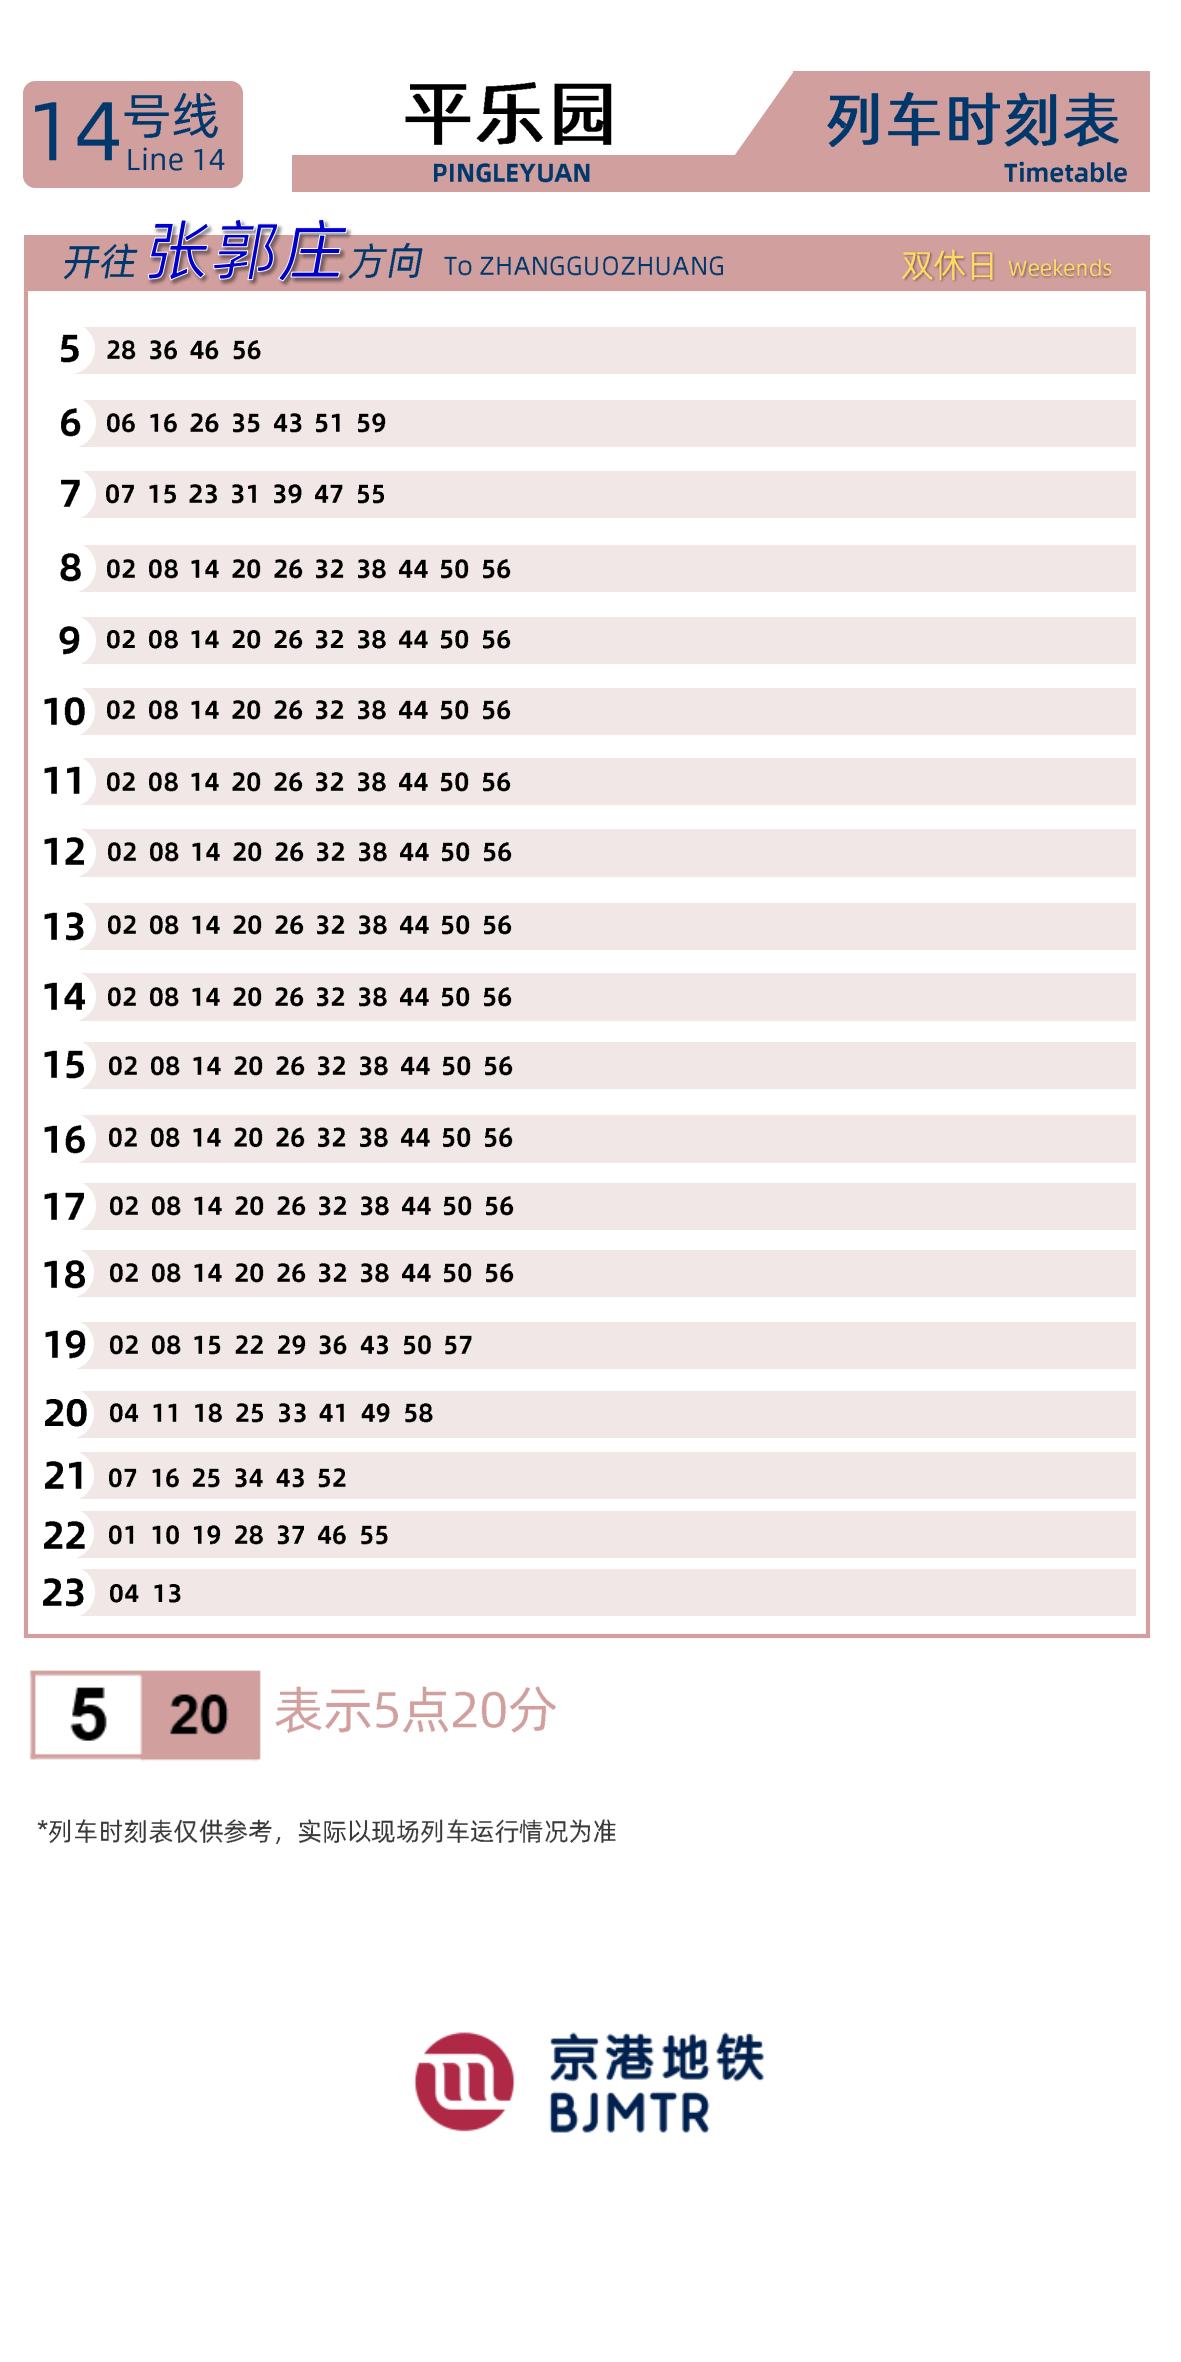 14号线
Line 14
平乐园
PINGLEYUAN
列车时刻表
Timetable
开往 张郭庄 方向 To ZHANGGUOZHUANG 双休日 Weekends
5 28 36 46 56
6 06 16 26 35 43 51 59
7 07 15 23 31 39 47 55
8 02 08 14 20 26 32 38 44 50 56
9 02 08 14 20 26 32 38 44 50 56
10 02 08 14 20 26 32 38 44 50 56
11 02 08 14 20 26 32 38 44 50 56
12 02 08 14 20 26 32 38 44 50 56
13 02 08 14 20 26 32 38 44 50 56
14 02 08 14 20 26 32 38 44 50 56
15 02 08 14 20 26 32 38 44 50 56
16 02 08 14 20 26 32 38 44 50 56
17 02 08 14 20 26 32 38 44 50 56
18 02 08 14 20 26 32 38 44 50 56
19 02 08 15 22 29 36 43 50 57
20 04 11 18 25 33 41 49 58
21 07 16 25 34 43 52
22 01 10 19 28 37 46 55
23 04 13
5 20 表示5点20分
*列车时刻表仅供参考，实际以现场列车运行情况为准
京港地铁
BJMTR